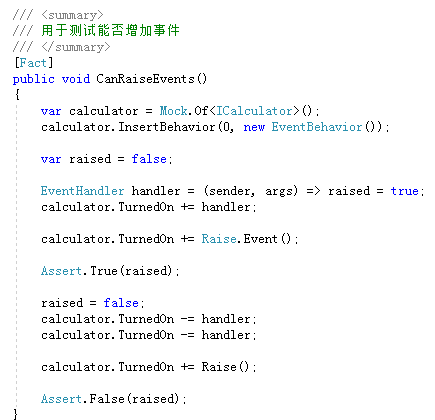 /// <summary>
/// 用于测试能否增加事件
/// </summary>
[Fact]
public void CanRaiseEvents()
{
var calculator = Mock.Of<ICalculator>();
calculator.InsertBehavior(0, new EventBehavior());
var raised = false;
EventHandler handler = (sender, args) => raised = true;
calculator.TurnedOn += handler;
calculator.TurnedOn += Raise.Event();
Assert.True(raised);
raised = false;
calculator.TurnedOn -= handler;
calculator.TurnedOn -= handler;
calculator.TurnedOn += Raise();
Assert.False(raised);
}